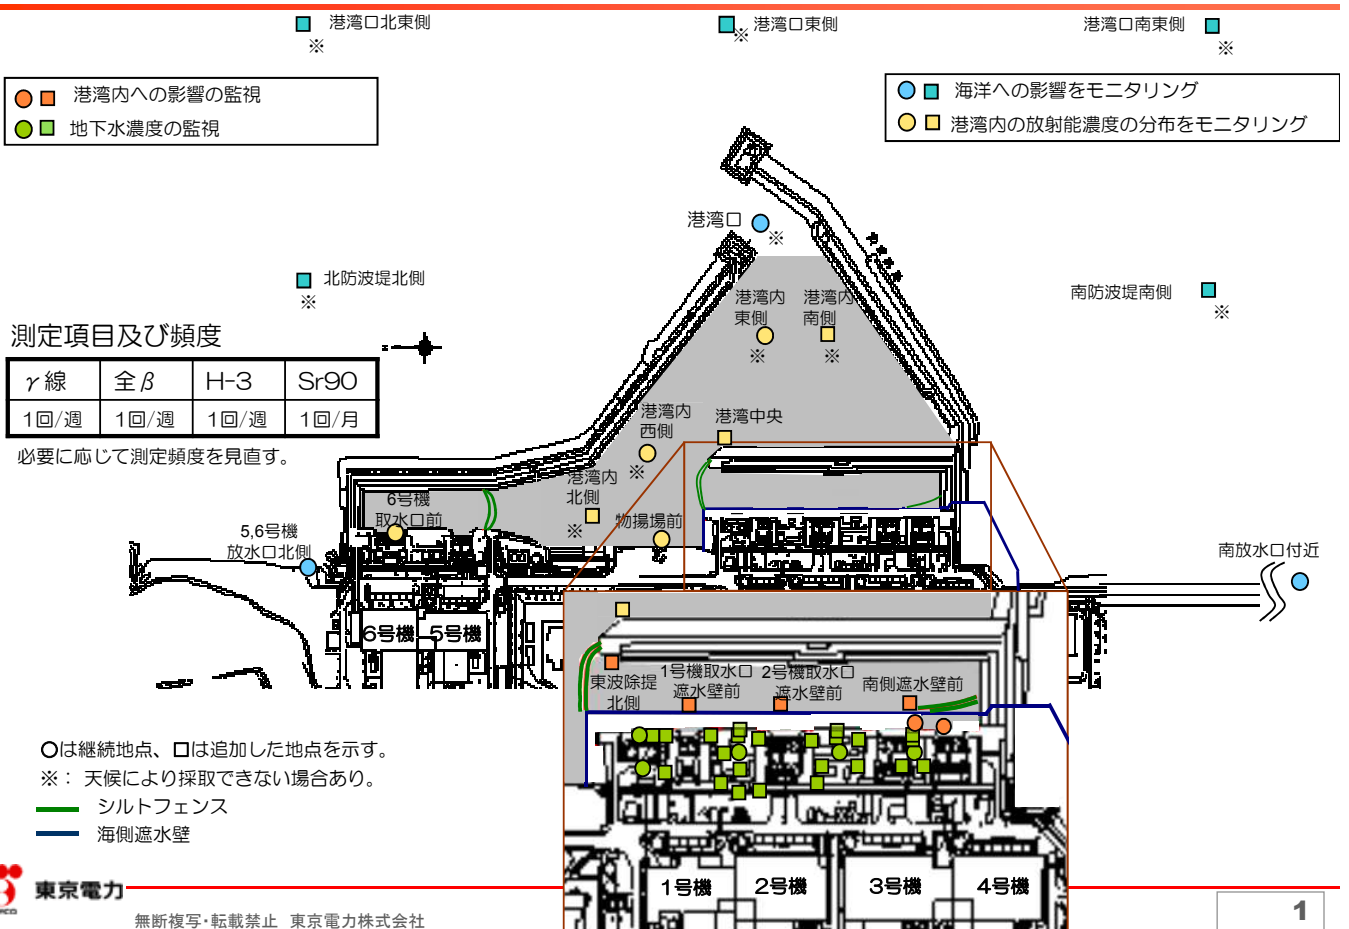 港湾口北東側
※
港湾口東側
※
港湾口南東側
※
港湾内への影響の監視
地下水濃度の監視
海洋への影響をモニタリング
港湾内の放射能濃度の分布をモニタリング
港湾口
※
北防波堤北側
※
港湾内
東側
※
港湾内
南側
※
南防波堤南側
※
測定項目及び頻度
γ線 全β H-3 Sr90
1回/週 1回/週 1回/週 1回/月
必要に応じて測定頻度を見直す。
港湾内
西側
※
港湾中央
港湾内
北側
※
物揚場前
6号機
取水口前
5,6号機
放水口北側
南放水口付近
6号機 5号機
東波除堤
北側
1号機取水口
遮水壁前
2号機取水口
遮水壁前
南側遮水壁前
○は継続地点、□は追加した地点を示す。
※： 天候により採取できない場合あり。
シルトフェンス
海側遮水壁
1号機 2号機 3号機 4号機
東京電力
無断複写・転載禁止 東京電力株式会社
1